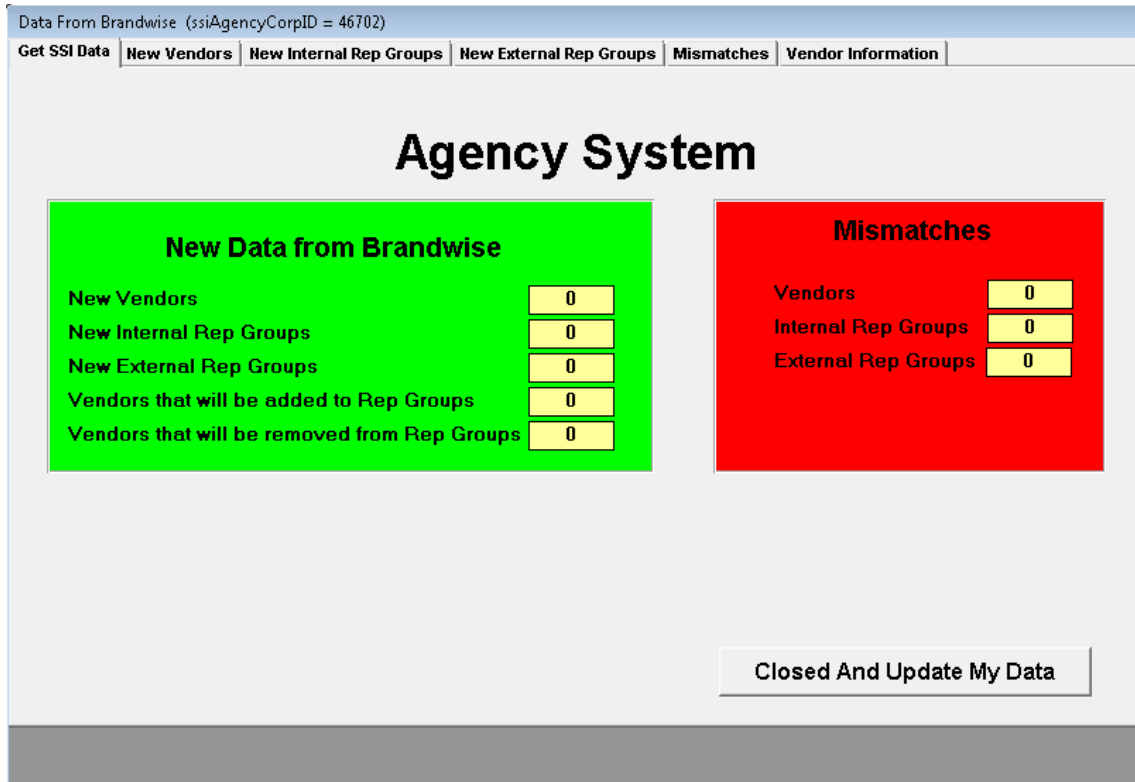 Data From Brandwise (ssiAgencyCorpID = 46702)
Get SSI Data New Vendors New Internal Rep Groups New External Rep Groups Mismatches Vendor Information
Agency System
New Data from Brandwise
New Vendors 0
New Internal Rep Groups 0
New External Rep Groups 0
Vendors that will be added to Rep Groups 0
Vendors that will be removed from Rep Groups 0
Mismatches
Vendors 0
Internal Rep Groups 0
External Rep Groups 0
Closed And Update My Data